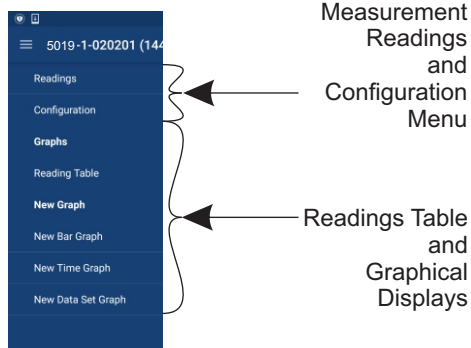 5019-1-020201 (144
Readings
Configuration
Graphs
Reading Table
New Graph
New Bar Graph
New Time Graph
New Data Set Graph
Measurement
Readings
and
Configuration
Menu
Readings Table
and
Graphical
Displays